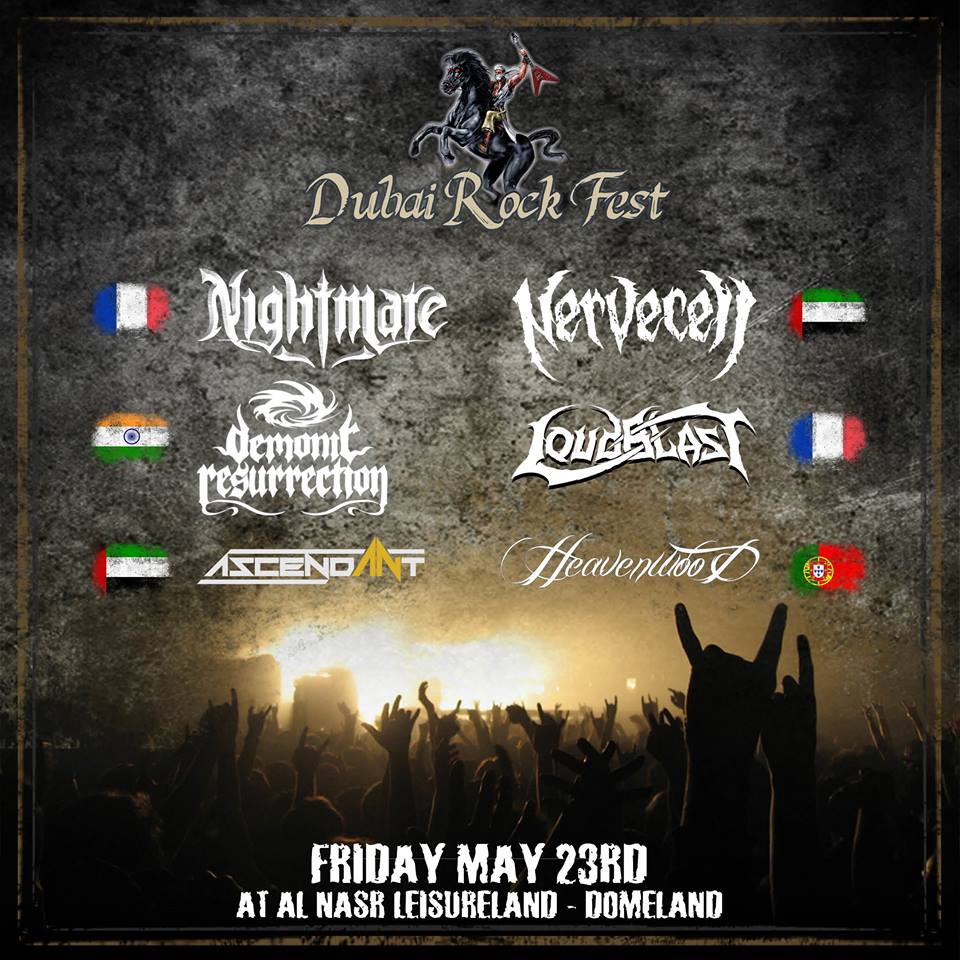 Dubai Rock Fest
Nightmare
Nervecell
demonic
resurrection
LOUDBLAST
ASCENDANT
HeavenwooD
FRIDAY MAY 23RD
AT AL NASR LEISURELAND - DOMELAND